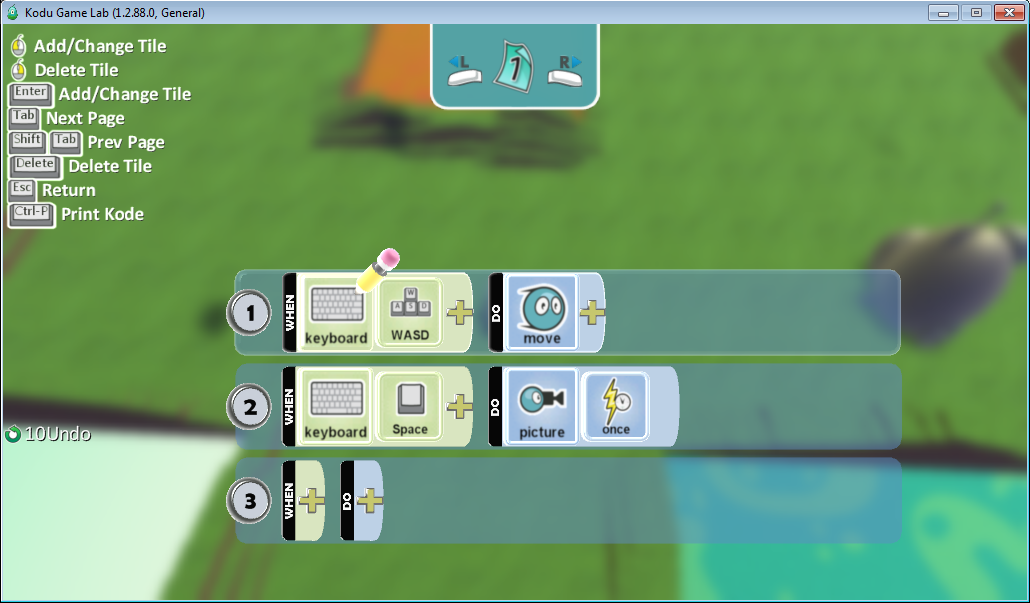 Kodu Game Lab (1.2.88.0, General)
L 1 R
Add/Change Tile
Delete Tile
Enter Add/Change Tile
Tab Next Page
Shift Tab Prev Page
Delete Delete Tile
Esc Return
Ctrl-P Print Kode
1 WHEN keyboard W A S D WASD DO move
2 WHEN keyboard Space DO picture once
10Undo
3 WHEN DO